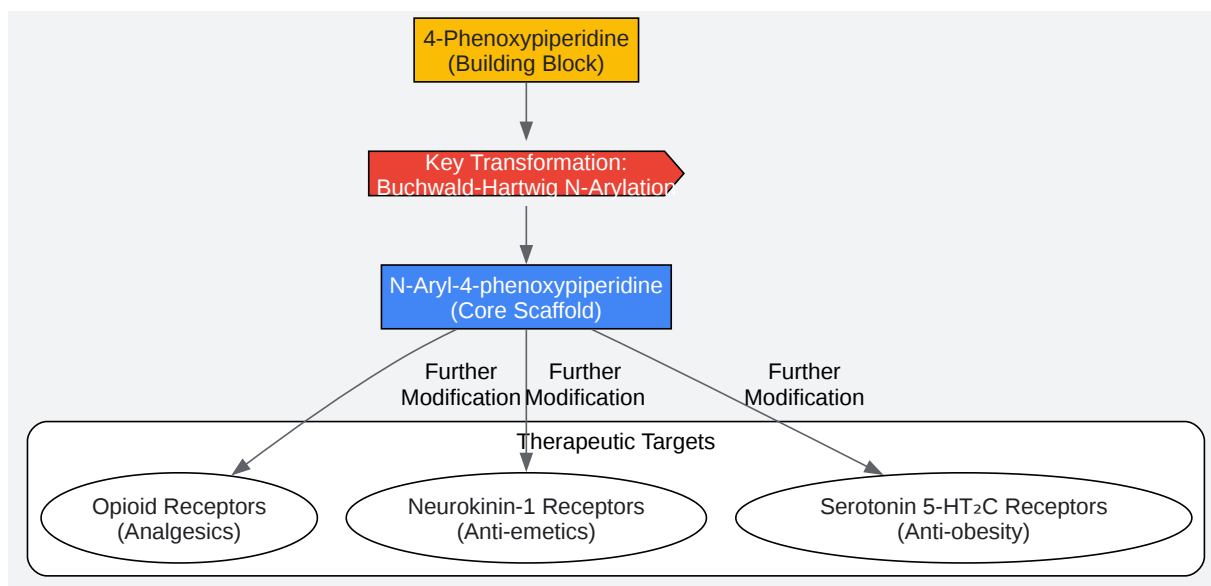 4-Phenoxypiperidine
(Building Block)
Key Transformation:
Buchwald-Hartwig N-Arylation
N-Aryl-4-phenoxypiperidine
(Core Scaffold)
Further
Modification
Further
Modification
Further
Modification
Therapeutic Targets
Opioid Receptors
(Analgesics)
Neurokinin-1 Receptors
(Anti-emetics)
Serotonin 5-HT₂C Receptors
(Anti-obesity)